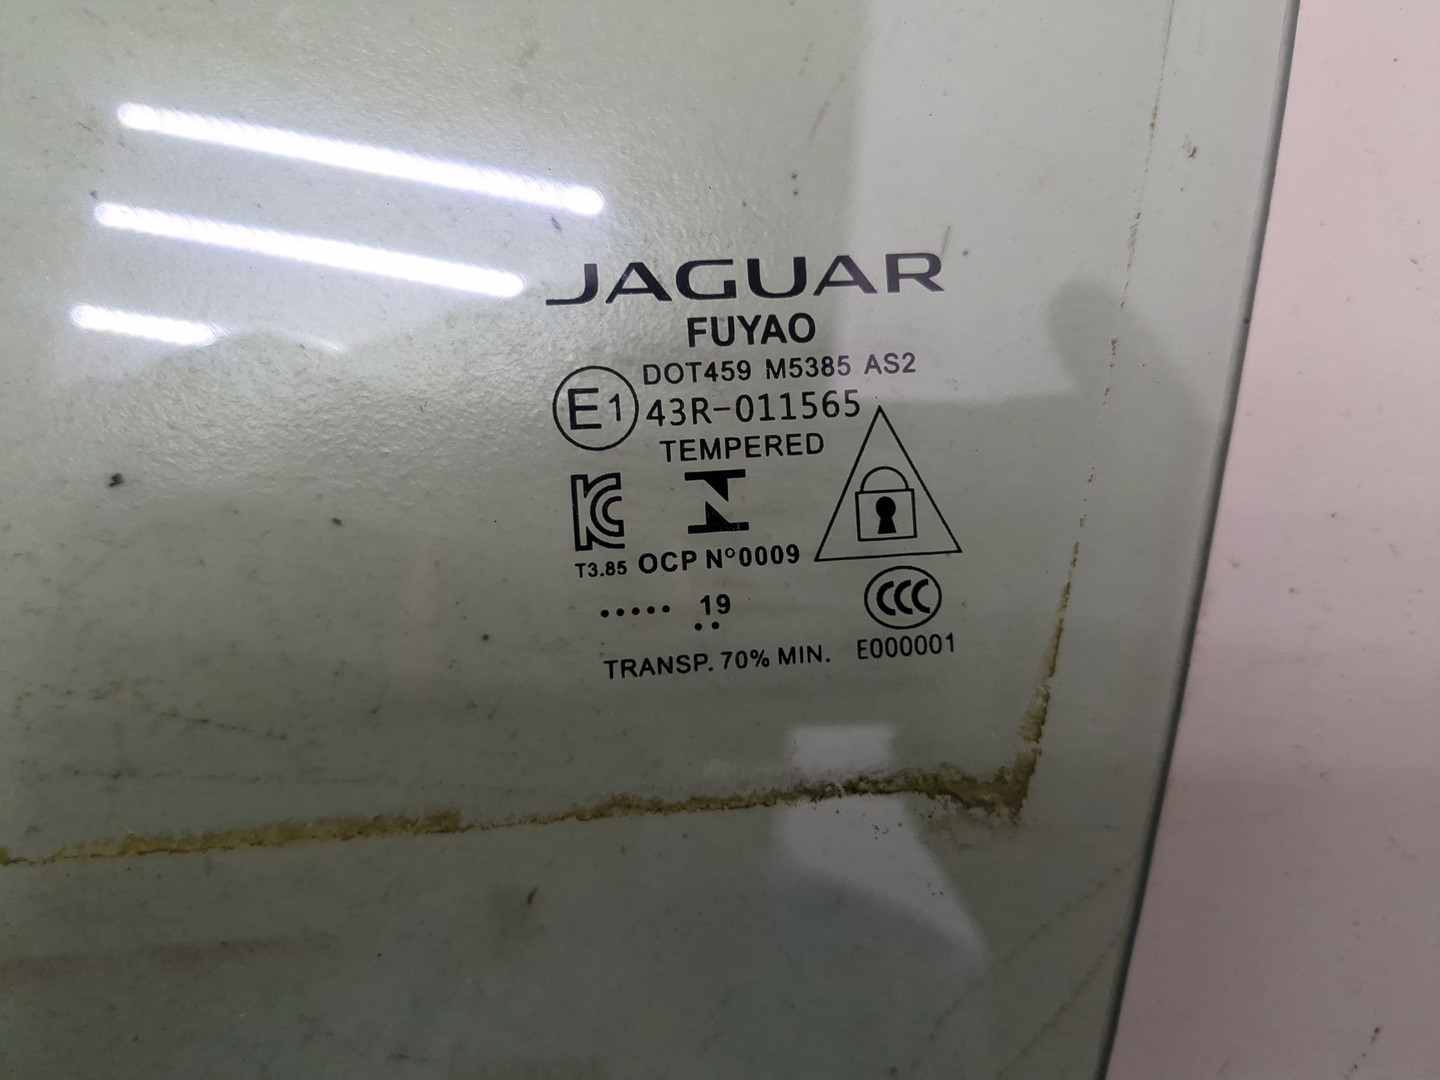 JAGUAR
FUYAO
DOT459 M5385 AS2
E1 43R-011565
TEMPERED
KC
T3.85 OCP N°0009
••••• 19
••
CCC
TRANSP. 70% MIN. E000001